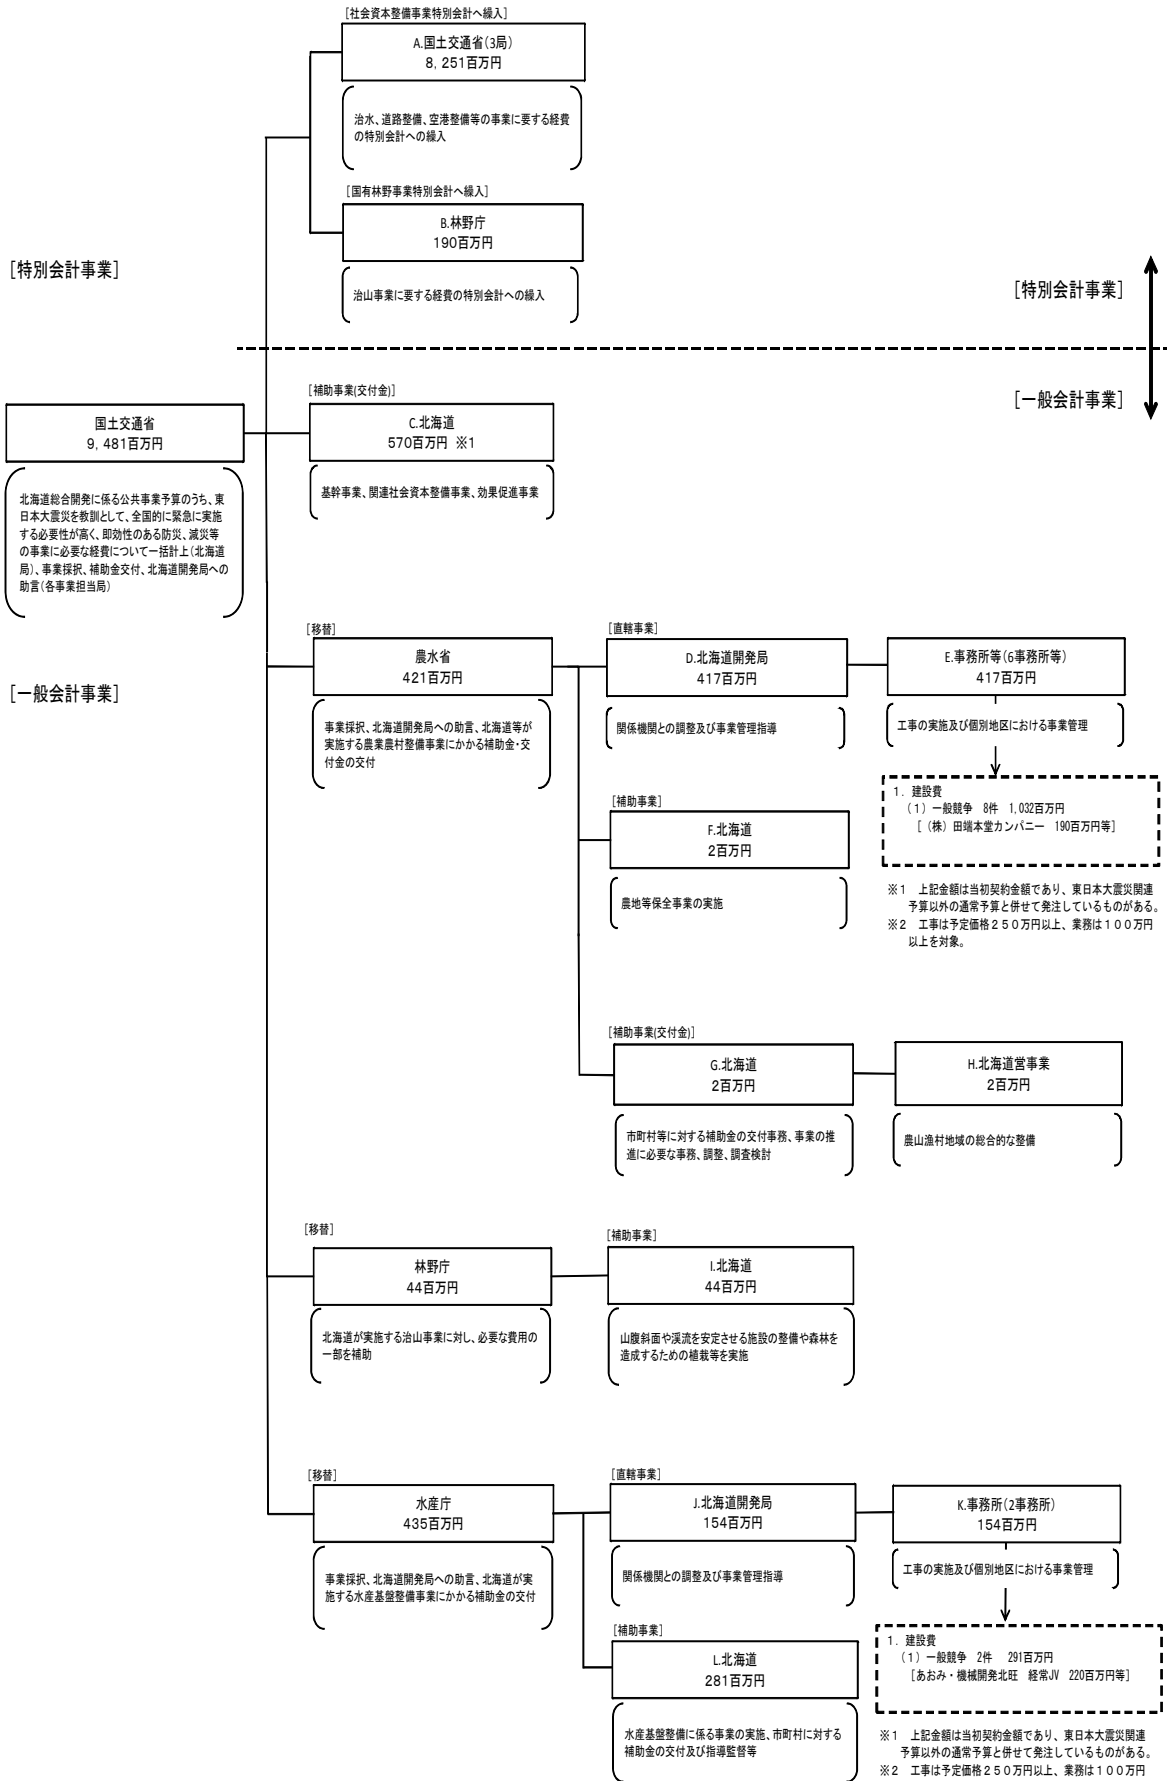 [社会資本整備事業特別会計へ繰入]
A.国土交通省(3局)
8,251百万円
治水、道路整備、空港整備等の事業に要する経費
の特別会計への繰入
[国有林野事業特別会計へ繰入]
B.林野庁
190百万円
治山事業に要する経費の特別会計への繰入
[特別会計事業]
[特別会計事業]
[一般会計事業]
国土交通省
9,481百万円
北海道総合開発に係る公共事業予算のうち、東
日本大震災を教訓として、全国的に緊急に実施
する必要性が高く、即効性のある防災、減災等
の事業に必要な経費について一括計上(北海道
局)、事業採択、補助金交付、北海道開発局への
助言(各事業担当局)
[補助事業(交付金)]
C.北海道
570百万円 ※1
基幹事業、関連社会資本整備事業、効果促進事業
[一般会計事業]
[移替]
農水省
421百万円
事業採択、北海道開発局への助言、北海道等が
実施する農業農村整備事業にかかる補助金・交
付金の交付
[直轄事業]
D.北海道開発局
417百万円
関係機関との調整及び事業管理指導
E.事務所等(6事務所等)
417百万円
工事の実施及び個別地区における事業管理
1. 建設費
(1)一般競争 8件 1,032百万円
[(株)田端本堂カンパニー 190百万円等]
※1 上記金額は当初契約金額であり、東日本大震災関連
予算以外の通常予算と併せて発注しているものがある。
※2 工事は予定価格250万円以上、業務は100万円
以上を対象。
[補助事業]
F.北海道
2百万円
農地等保全事業の実施
[補助事業(交付金)]
G.北海道
2百万円
市町村等に対する補助金の交付事務、事業の推
進に必要な事務、調整、調査検討
H.北海道営事業
2百万円
農山漁村地域の総合的な整備
[移替]
林野庁
44百万円
北海道が実施する治山事業に対し、必要な費用の
一部を補助
[補助事業]
I.北海道
44百万円
山腹斜面や渓流を安定させる施設の整備や森林を
造成するための植栽等を実施
[移替]
水産庁
435百万円
事業採択、北海道開発局への助言、北海道が実
施する水産基盤整備事業にかかる補助金の交付
[直轄事業]
J.北海道開発局
154百万円
関係機関との調整及び事業管理指導
K.事務所(2事務所)
154百万円
工事の実施及び個別地区における事業管理
1. 建設費
(1)一般競争 2件 291百万円
[あおみ・機械開発北旺 経常JV 220百万円等]
※1 上記金額は当初契約金額であり、東日本大震災関連
予算以外の通常予算と併せて発注しているものがある。
※2 工事は予定価格250万円以上、業務は100万円
[補助事業]
L.北海道
281百万円
水産基盤整備に係る事業の実施、市町村に対する
補助金の交付及び指導監督等